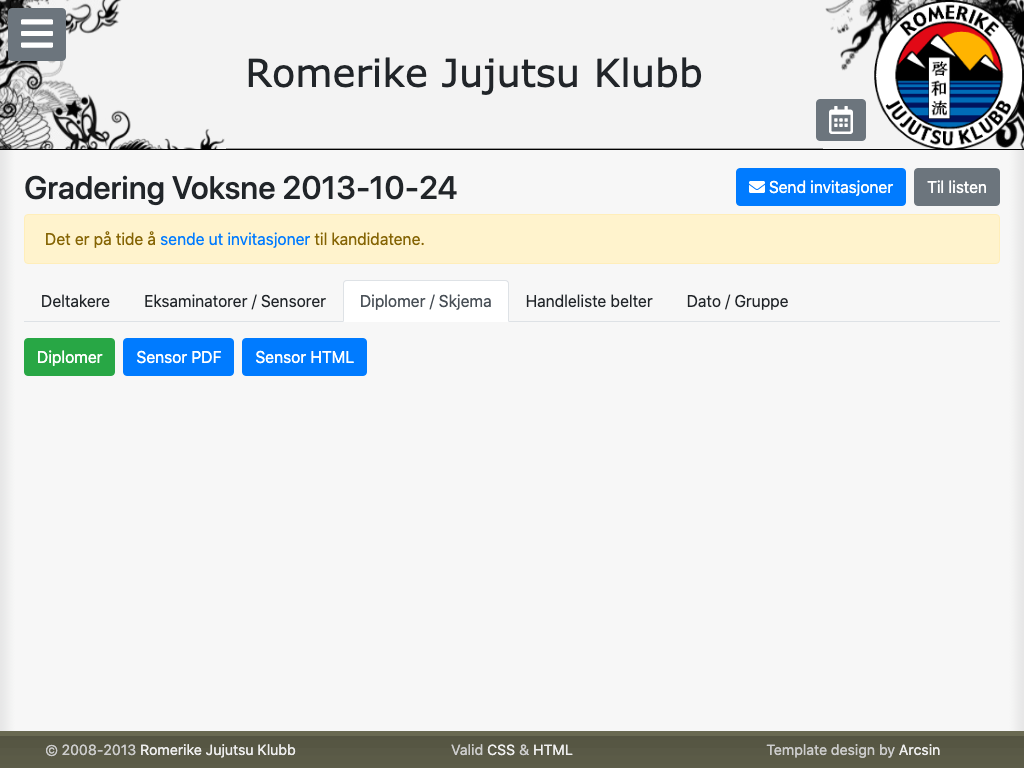 Romerike Jujutsu Klubb
ROMERIKE
啓和流
JUJUTSU KLUBB
Gradering Voksne 2013-10-24
Send invitasjoner
Til listen
Det er på tide å sende ut invitasjoner til kandidatene.
Deltakere Eksaminatorer / Sensorer Diplomer / Skjema Handleliste belter Dato / Gruppe
Diplomer Sensor PDF Sensor HTML
© 2008-2013 Romerike Jujutsu Klubb Valid CSS & HTML Template design by Arcsin